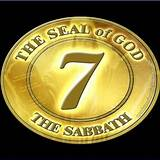 THE SEAL of GOD
7
THE SABBATH